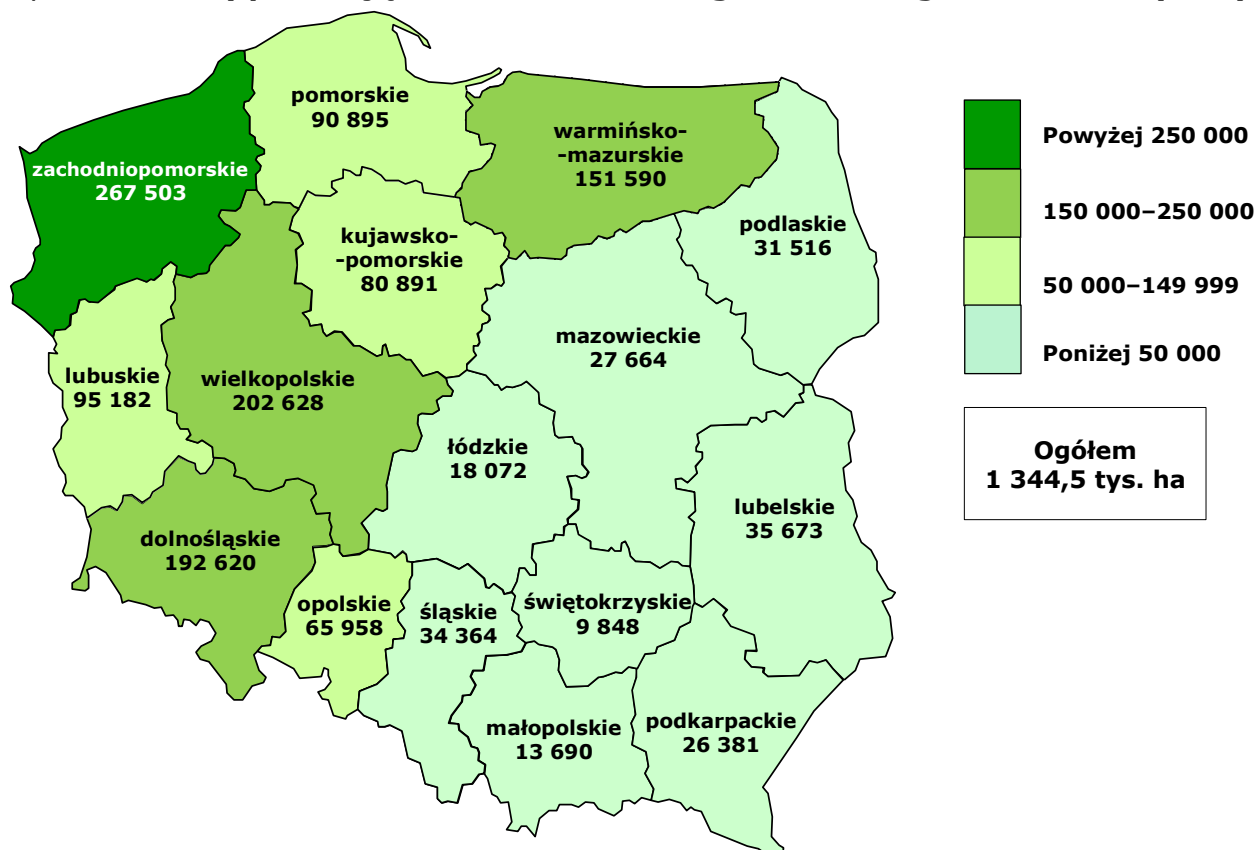 pomorskie
90 895
warmińsko-
-mazurskie
151 590
zachodniopomorskie
267 503
podlaskie
31 516
kujawsko-
-pomorskie
80 891
mazowieckie
27 664
lubuskie
95 182
wielkopolskie
202 628
łódzkie
18 072
lubelskie
35 673
dolnośląskie
192 620
opolskie
65 958
śląskie
34 364
świętokrzyskie
9 848
małopolskie
13 690
podkarpackie
26 381
Powyżej 250 000
150 000–250 000
50 000–149 999
Poniżej 50 000
Ogółem
1 344,5 tys. ha